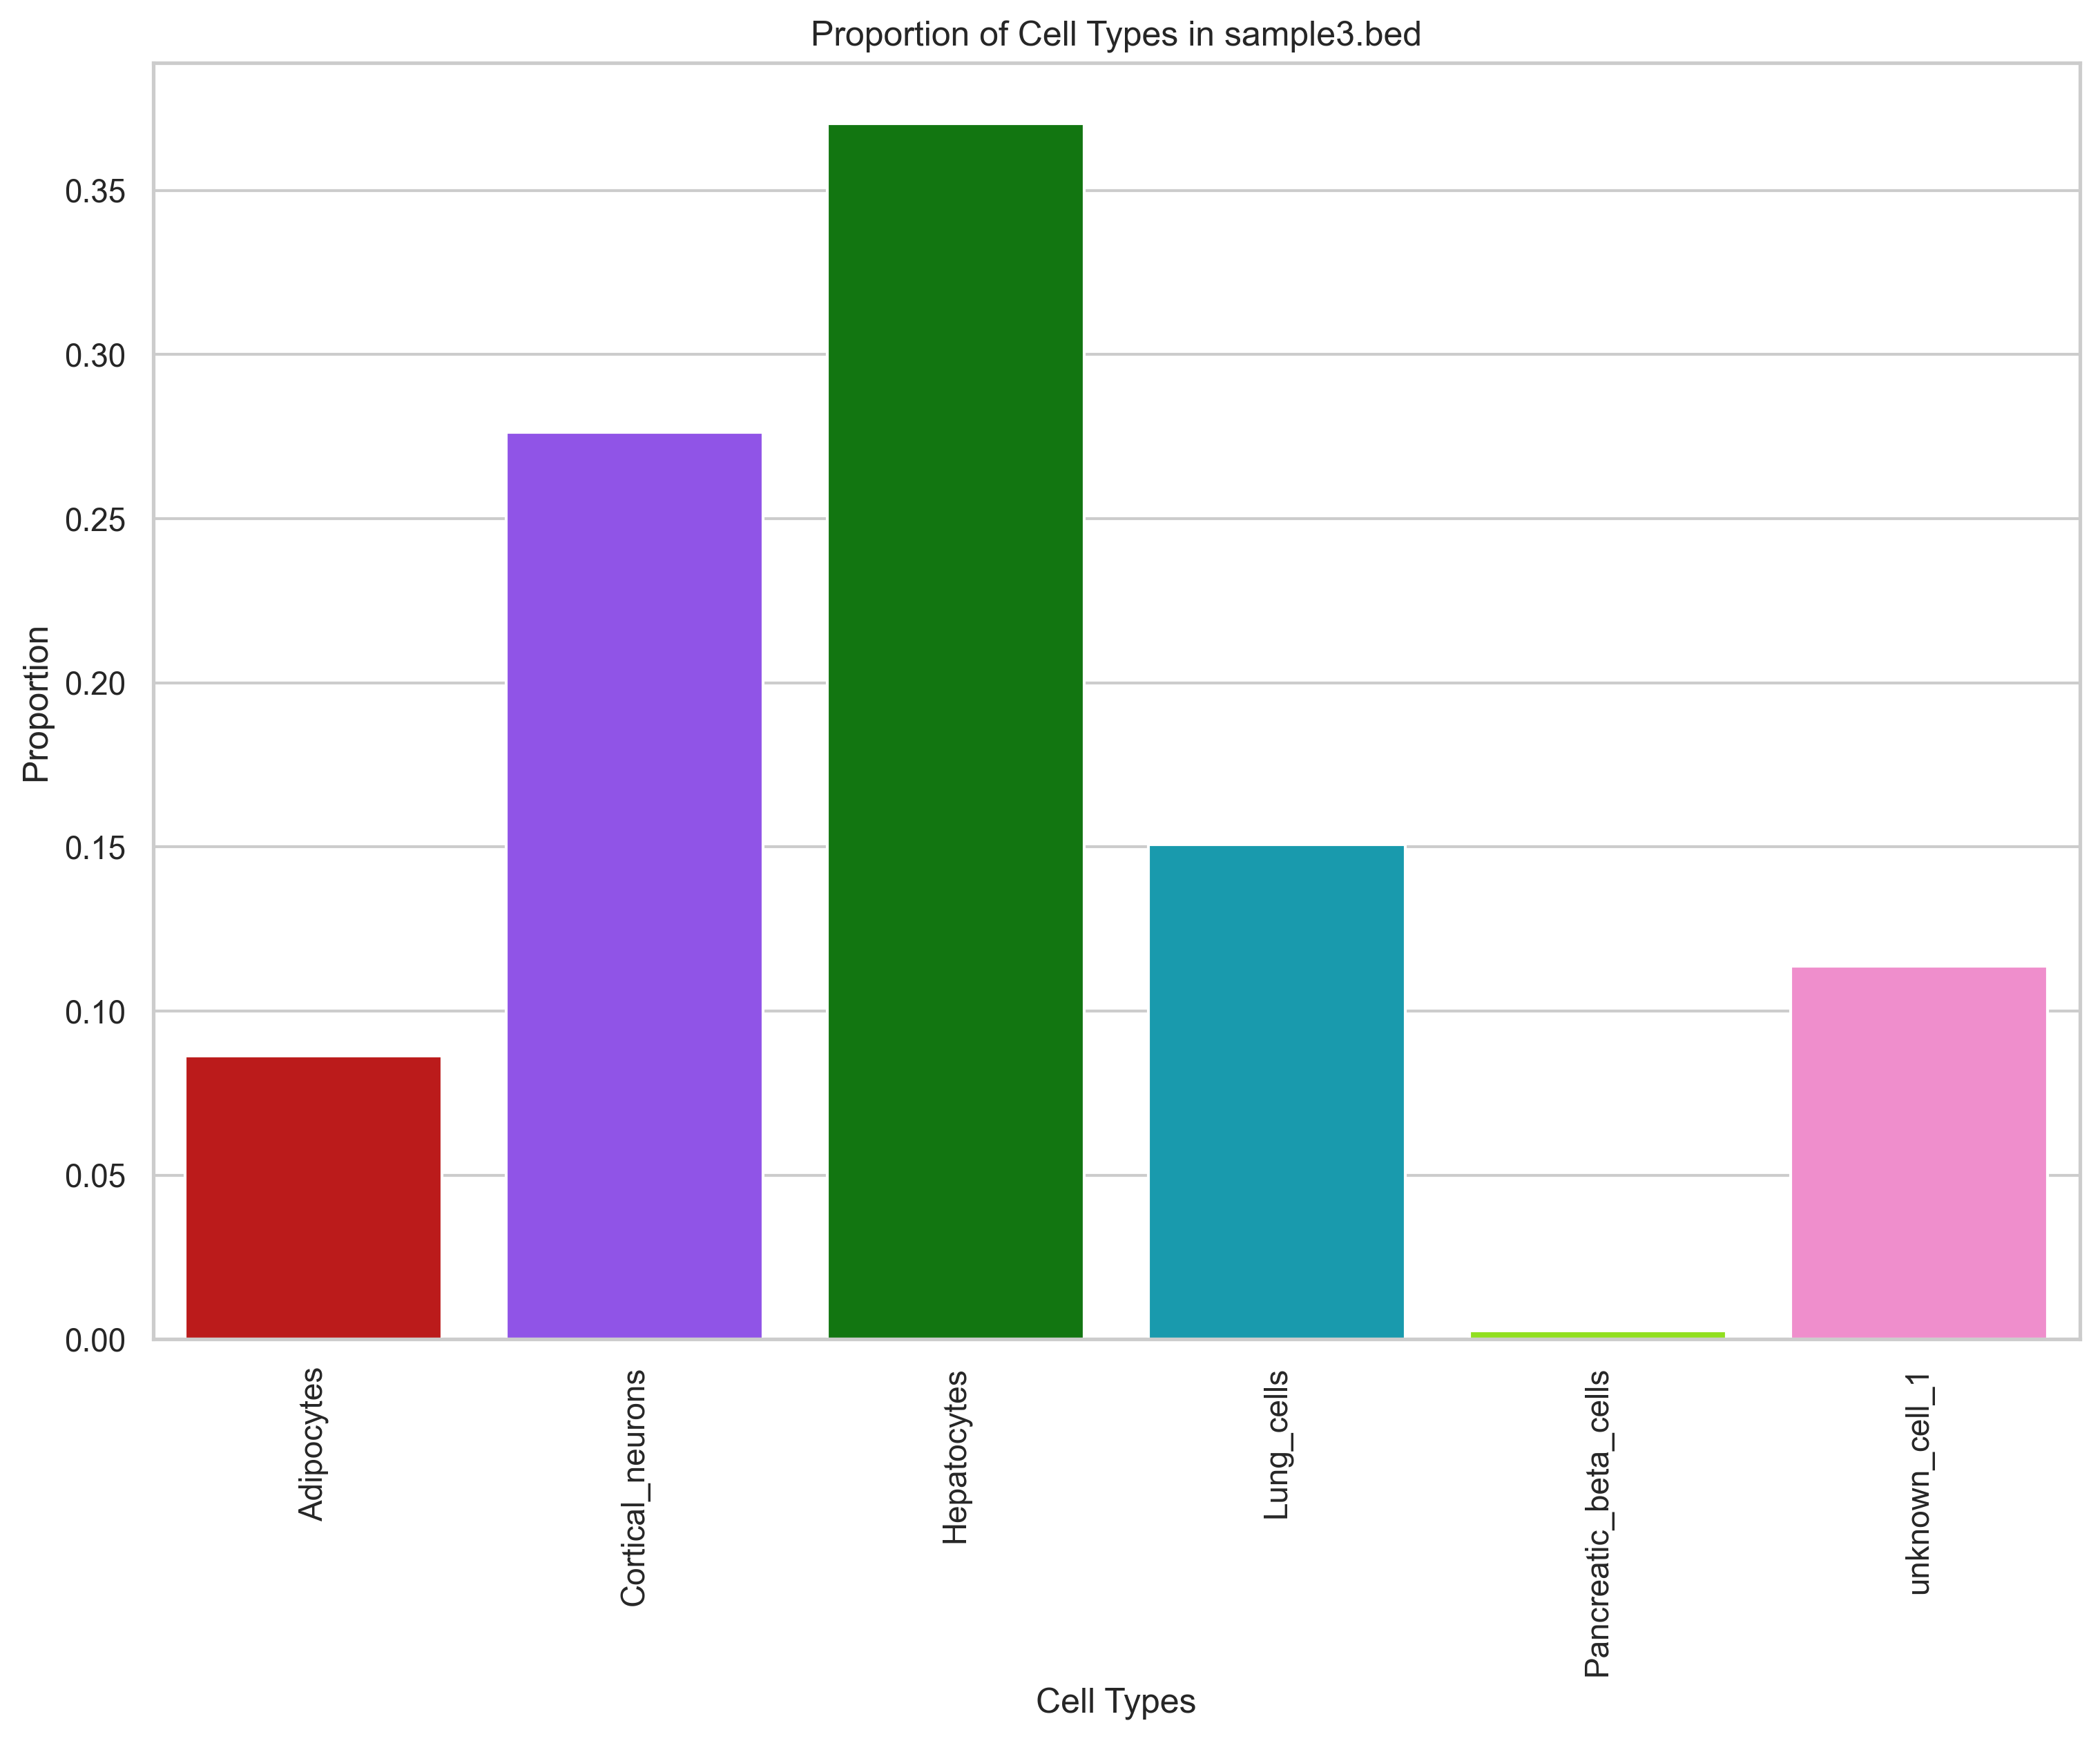 Proportion of Cell Types in sample3.bed
Proportion
0.35
0.30
0.25
0.20
0.15
0.10
0.05
0.00
Adipocytes
Cortical_neurons
Hepatocytes
Lung_cells
Pancreatic_beta_cells
unknown_cell_1
Cell Types